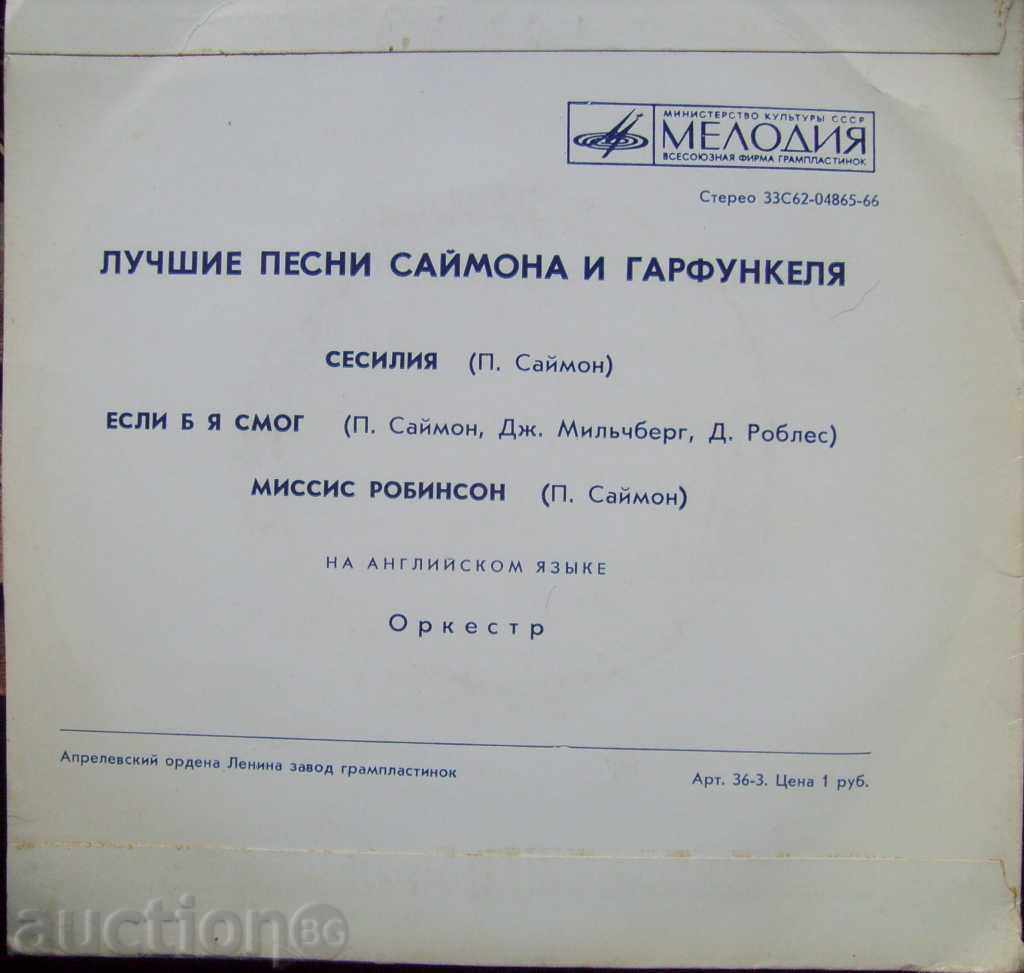 МИНИСТЕРСТВО КУЛЬТУРЫ СССР
МЕЛОДИЯ
ВСЕСОЮЗНАЯ ФИРМА ГРАМПЛАСТИНОК
Стерео 33С62-04865-66
ЛУЧШИЕ ПЕСНИ САЙМОНА И ГАРФУНКЕЛЯ
СЕСИЛИЯ (П. Саймон)
ЕСЛИ Б Я СМОГ (П. Саймон, Дж. Мильчберг, Д. Роблес)
МИССИС РОБИНСОН (П. Саймон)
НА АНГЛИЙСКОМ ЯЗЫКЕ
Оркестр
Апрелевский ордена Ленина завод грампластинок
Арт. 36-3. Цена 1 руб.
auction BG